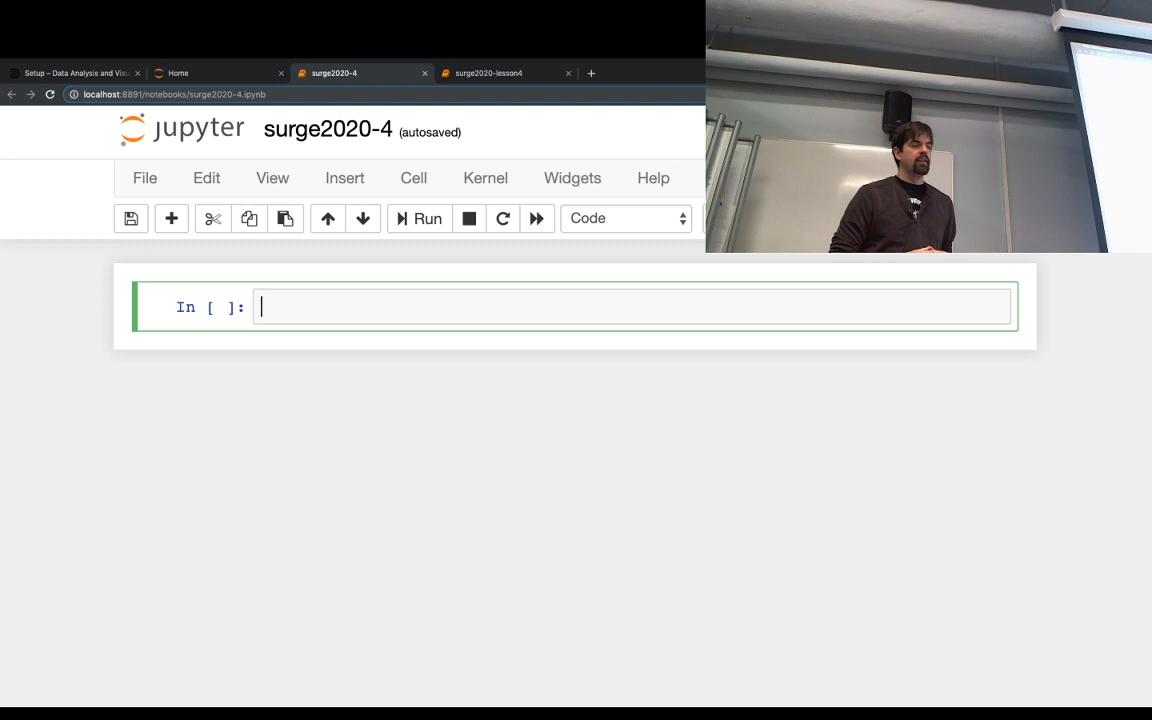 Setup – Data Analysis and Visu
Home
surge2020-4
surge2020-lesson4
localhost:8891/notebooks/surge2020-4.ipynb
jupyter surge2020-4 (autosaved)
File Edit View Insert Cell Kernel Widgets Help
Run Code
In [ ]: